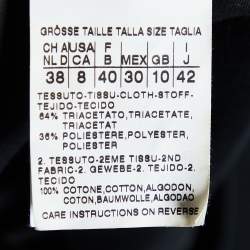 GRÖSSE TAILLE TALLA SIZE TAGLIA
CH A USA F I
NL D B MEX GB J
38 8 40 30 10 42
TESSUTO-TISSU-CLOTH-STOFF-
TEJIDO-TECIDO
64% TRIACETATO, TRIACETATE,
TRIACETAT
36% POLIESTERE, POLIESTER,
POLYESTER
2. TESSUTO-2EME TISSU-2ND
FABRIC-2. GEWEBE-2. TEJIDO-
2. TECIDO
100% COTONE, COTTON, ALGODON,
COTON, BAUMWOLLE, ALGODAO
CARE INSTRUCTIONS ON REVERSE